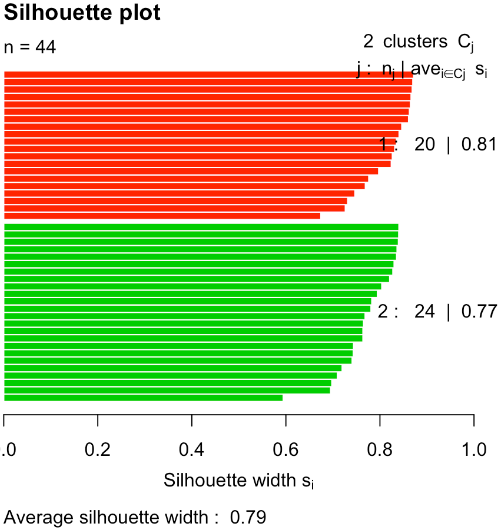 Silhouette plot
n = 44
2 clusters Cj
j : nj | avei∈Cj si
1 : 20 | 0.81
2 : 24 | 0.77
.0 0.2 0.4 0.6 0.8 1.0
Silhouette width si
Average silhouette width : 0.79